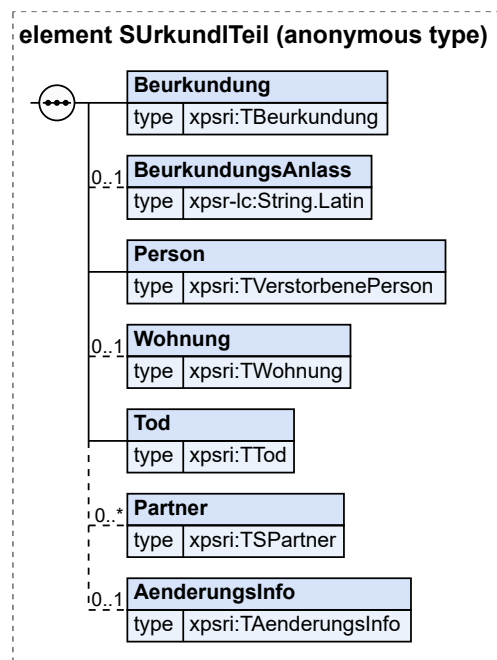 element SUrkundlTeil (anonymous type)
Beurkundung
type xpsri:TBeurkundung
0..1
BeurkundungsAnlass
type xpsr-lc:String.Latin
Person
type xpsri:TVerstorbenePerson
0..1
Wohnung
type xpsri:TWohnung
Tod
type xpsri:TTod
0..*
Partner
type xpsri:TSPartner
0..1
AenderungsInfo
type xpsri:TAenderungsInfo